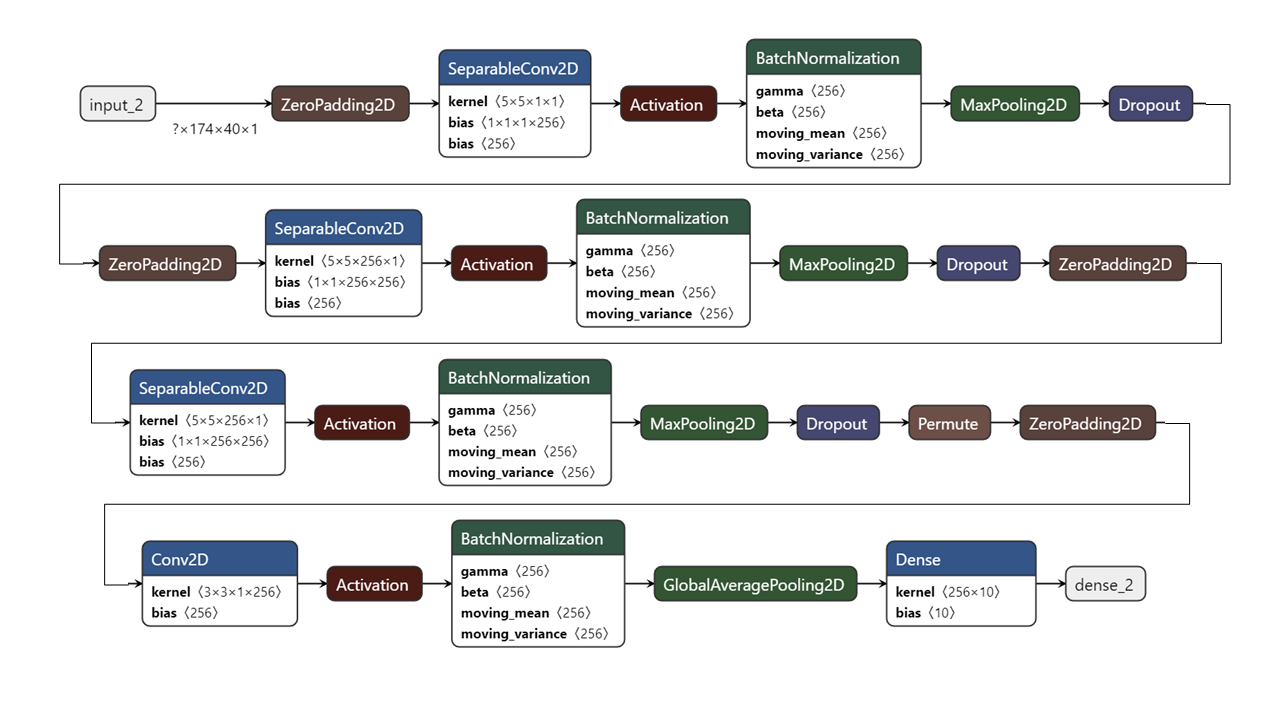 input_2
?×174×40×1
ZeroPadding2D
SeparableConv2D
kernel ⟨5×5×1×1⟩
bias ⟨1×1×1×256⟩
bias ⟨256⟩
Activation
BatchNormalization
gamma ⟨256⟩
beta ⟨256⟩
moving_mean ⟨256⟩
moving_variance ⟨256⟩
MaxPooling2D
Dropout
ZeroPadding2D
SeparableConv2D
kernel ⟨5×5×256×1⟩
bias ⟨1×1×256×256⟩
bias ⟨256⟩
Activation
BatchNormalization
gamma ⟨256⟩
beta ⟨256⟩
moving_mean ⟨256⟩
moving_variance ⟨256⟩
MaxPooling2D
Dropout
ZeroPadding2D
SeparableConv2D
kernel ⟨5×5×256×1⟩
bias ⟨1×1×256×256⟩
bias ⟨256⟩
Activation
BatchNormalization
gamma ⟨256⟩
beta ⟨256⟩
moving_mean ⟨256⟩
moving_variance ⟨256⟩
MaxPooling2D
Dropout
Permute
ZeroPadding2D
Conv2D
kernel ⟨3×3×1×256⟩
bias ⟨256⟩
Activation
BatchNormalization
gamma ⟨256⟩
beta ⟨256⟩
moving_mean ⟨256⟩
moving_variance ⟨256⟩
GlobalAveragePooling2D
Dense
kernel ⟨256×10⟩
bias ⟨10⟩
dense_2